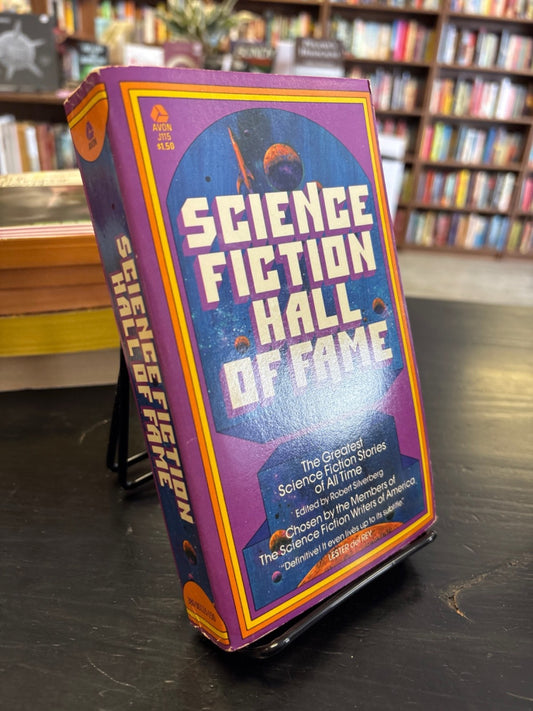 AVON
J115
$1.50
SCIENCE
FICTION
HALL
OF FAME
The Greatest
Science Fiction Stories
of All Time
Edited by Robert Silverberg
Chosen by the Members of
The Science Fiction Writers of America
"Definitive! It even lives up to its subtitle".
LESTER del REY
SCIENCE FICTION
HALL OF FAME